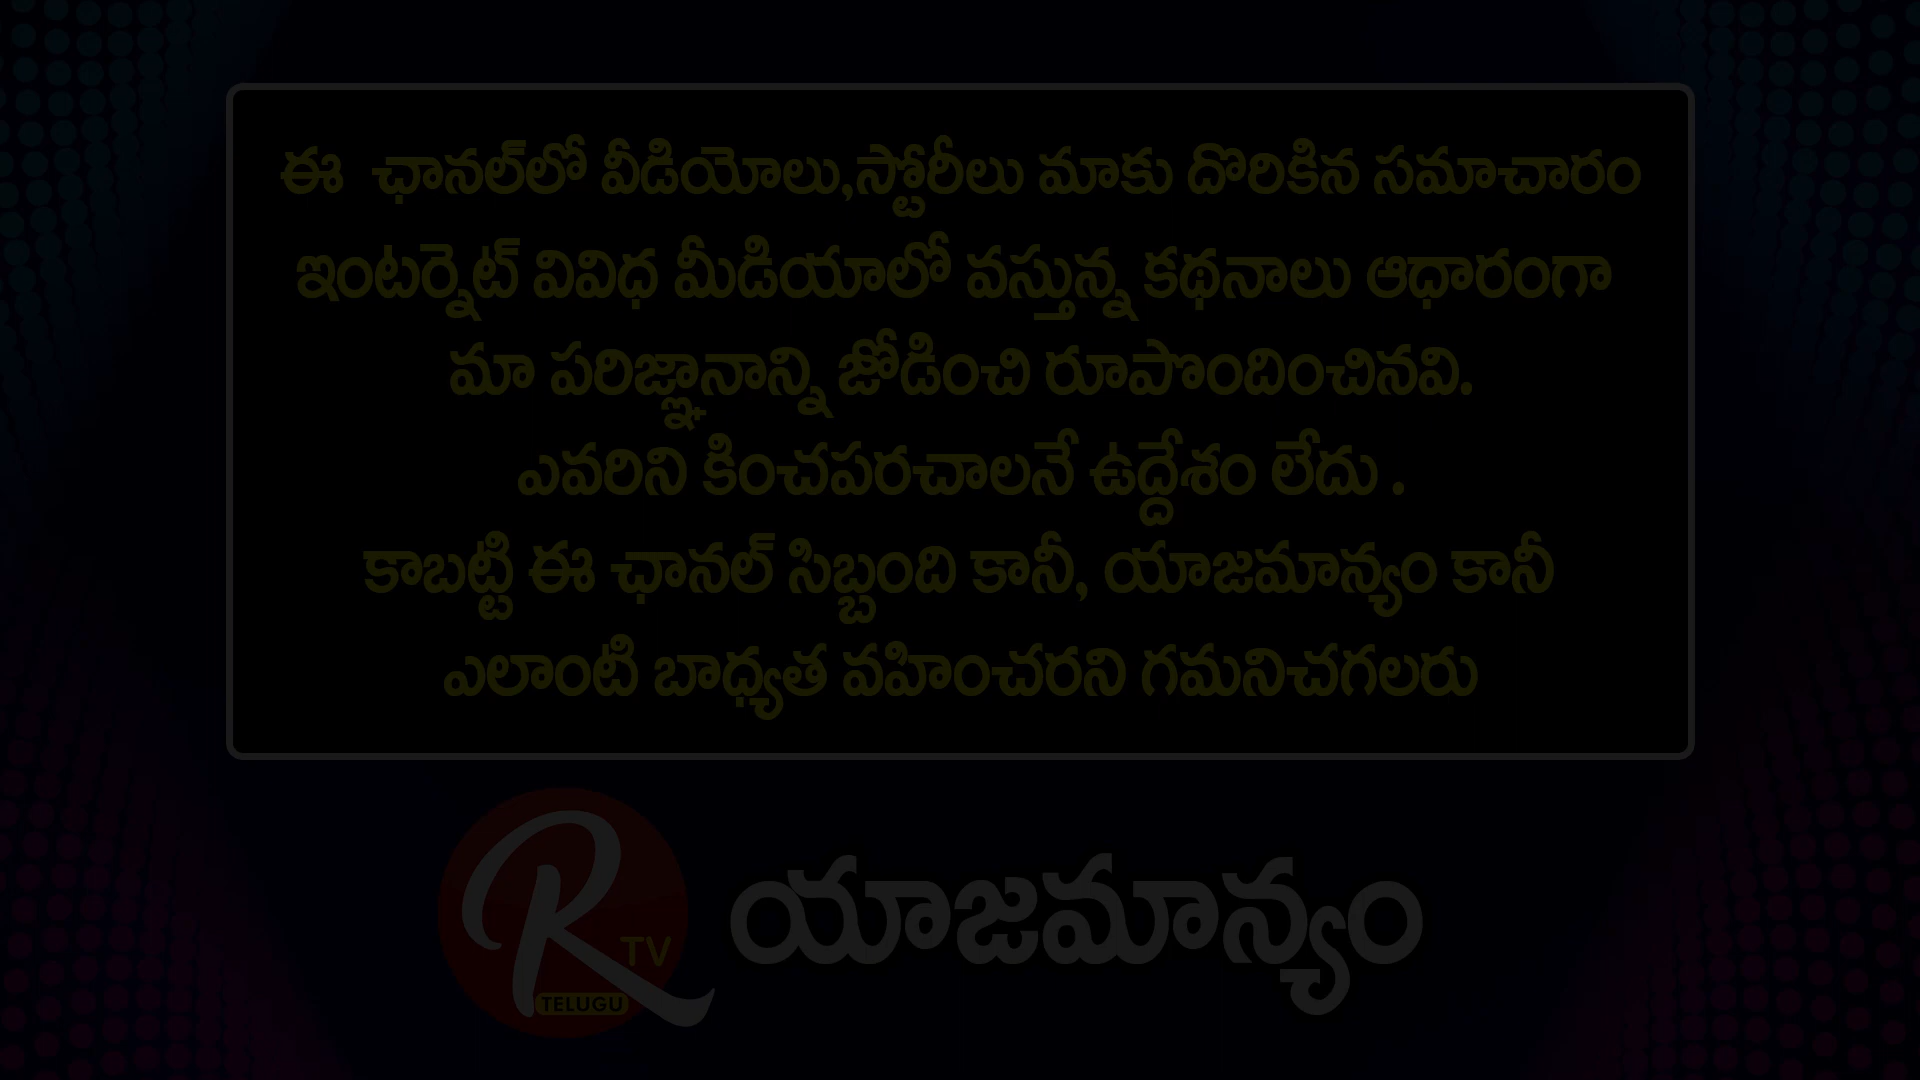 ఈ ఛానల్‌లో వీడియోలు,స్టోరీలు మాకు దొరికిన సమాచారం
ఇంటర్నెట్ వివిధ మీడియాలో వస్తున్న కథనాలు ఆధారంగా
మా పరిజ్ఞానాన్ని జోడించి రూపొందించినవి.
ఎవరిని కించపరచాలనే ఉద్దేశం లేదు .
కాబట్టి ఈ ఛానల్ సిబ్బంది కానీ, యాజమాన్యం కానీ
ఎలాంటి బాధ్యత వహించరని గమనిచగలరు
R TV
TELUGU
యాజమాన్యం